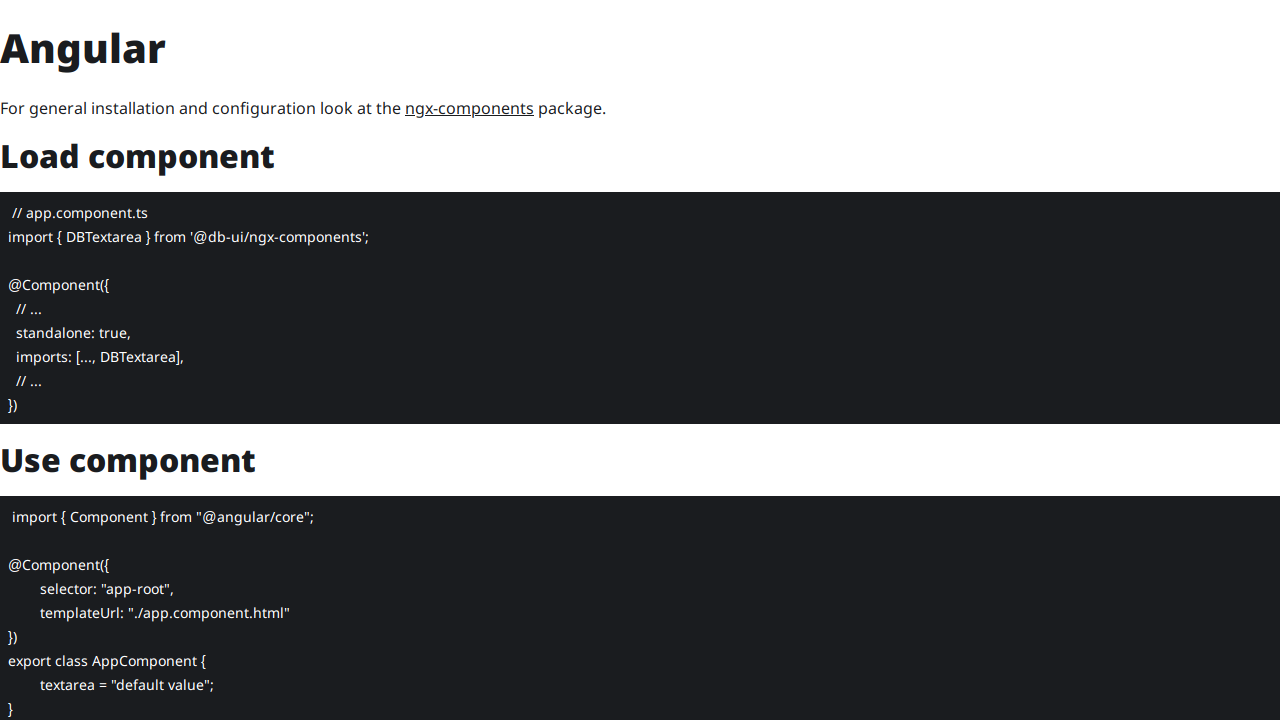 Angular
For general installation and configuration look at the ngx-components package.
Load component
// app.component.ts
import { DBTextarea } from '@db-ui/ngx-components';
@Component({
// ...
standalone: true,
imports: [..., DBTextarea],
// ...
})
Use component
import { Component } from "@angular/core";
@Component({
selector: "app-root",
templateUrl: "./app.component.html"
})
export class AppComponent {
textarea = "default value";
}